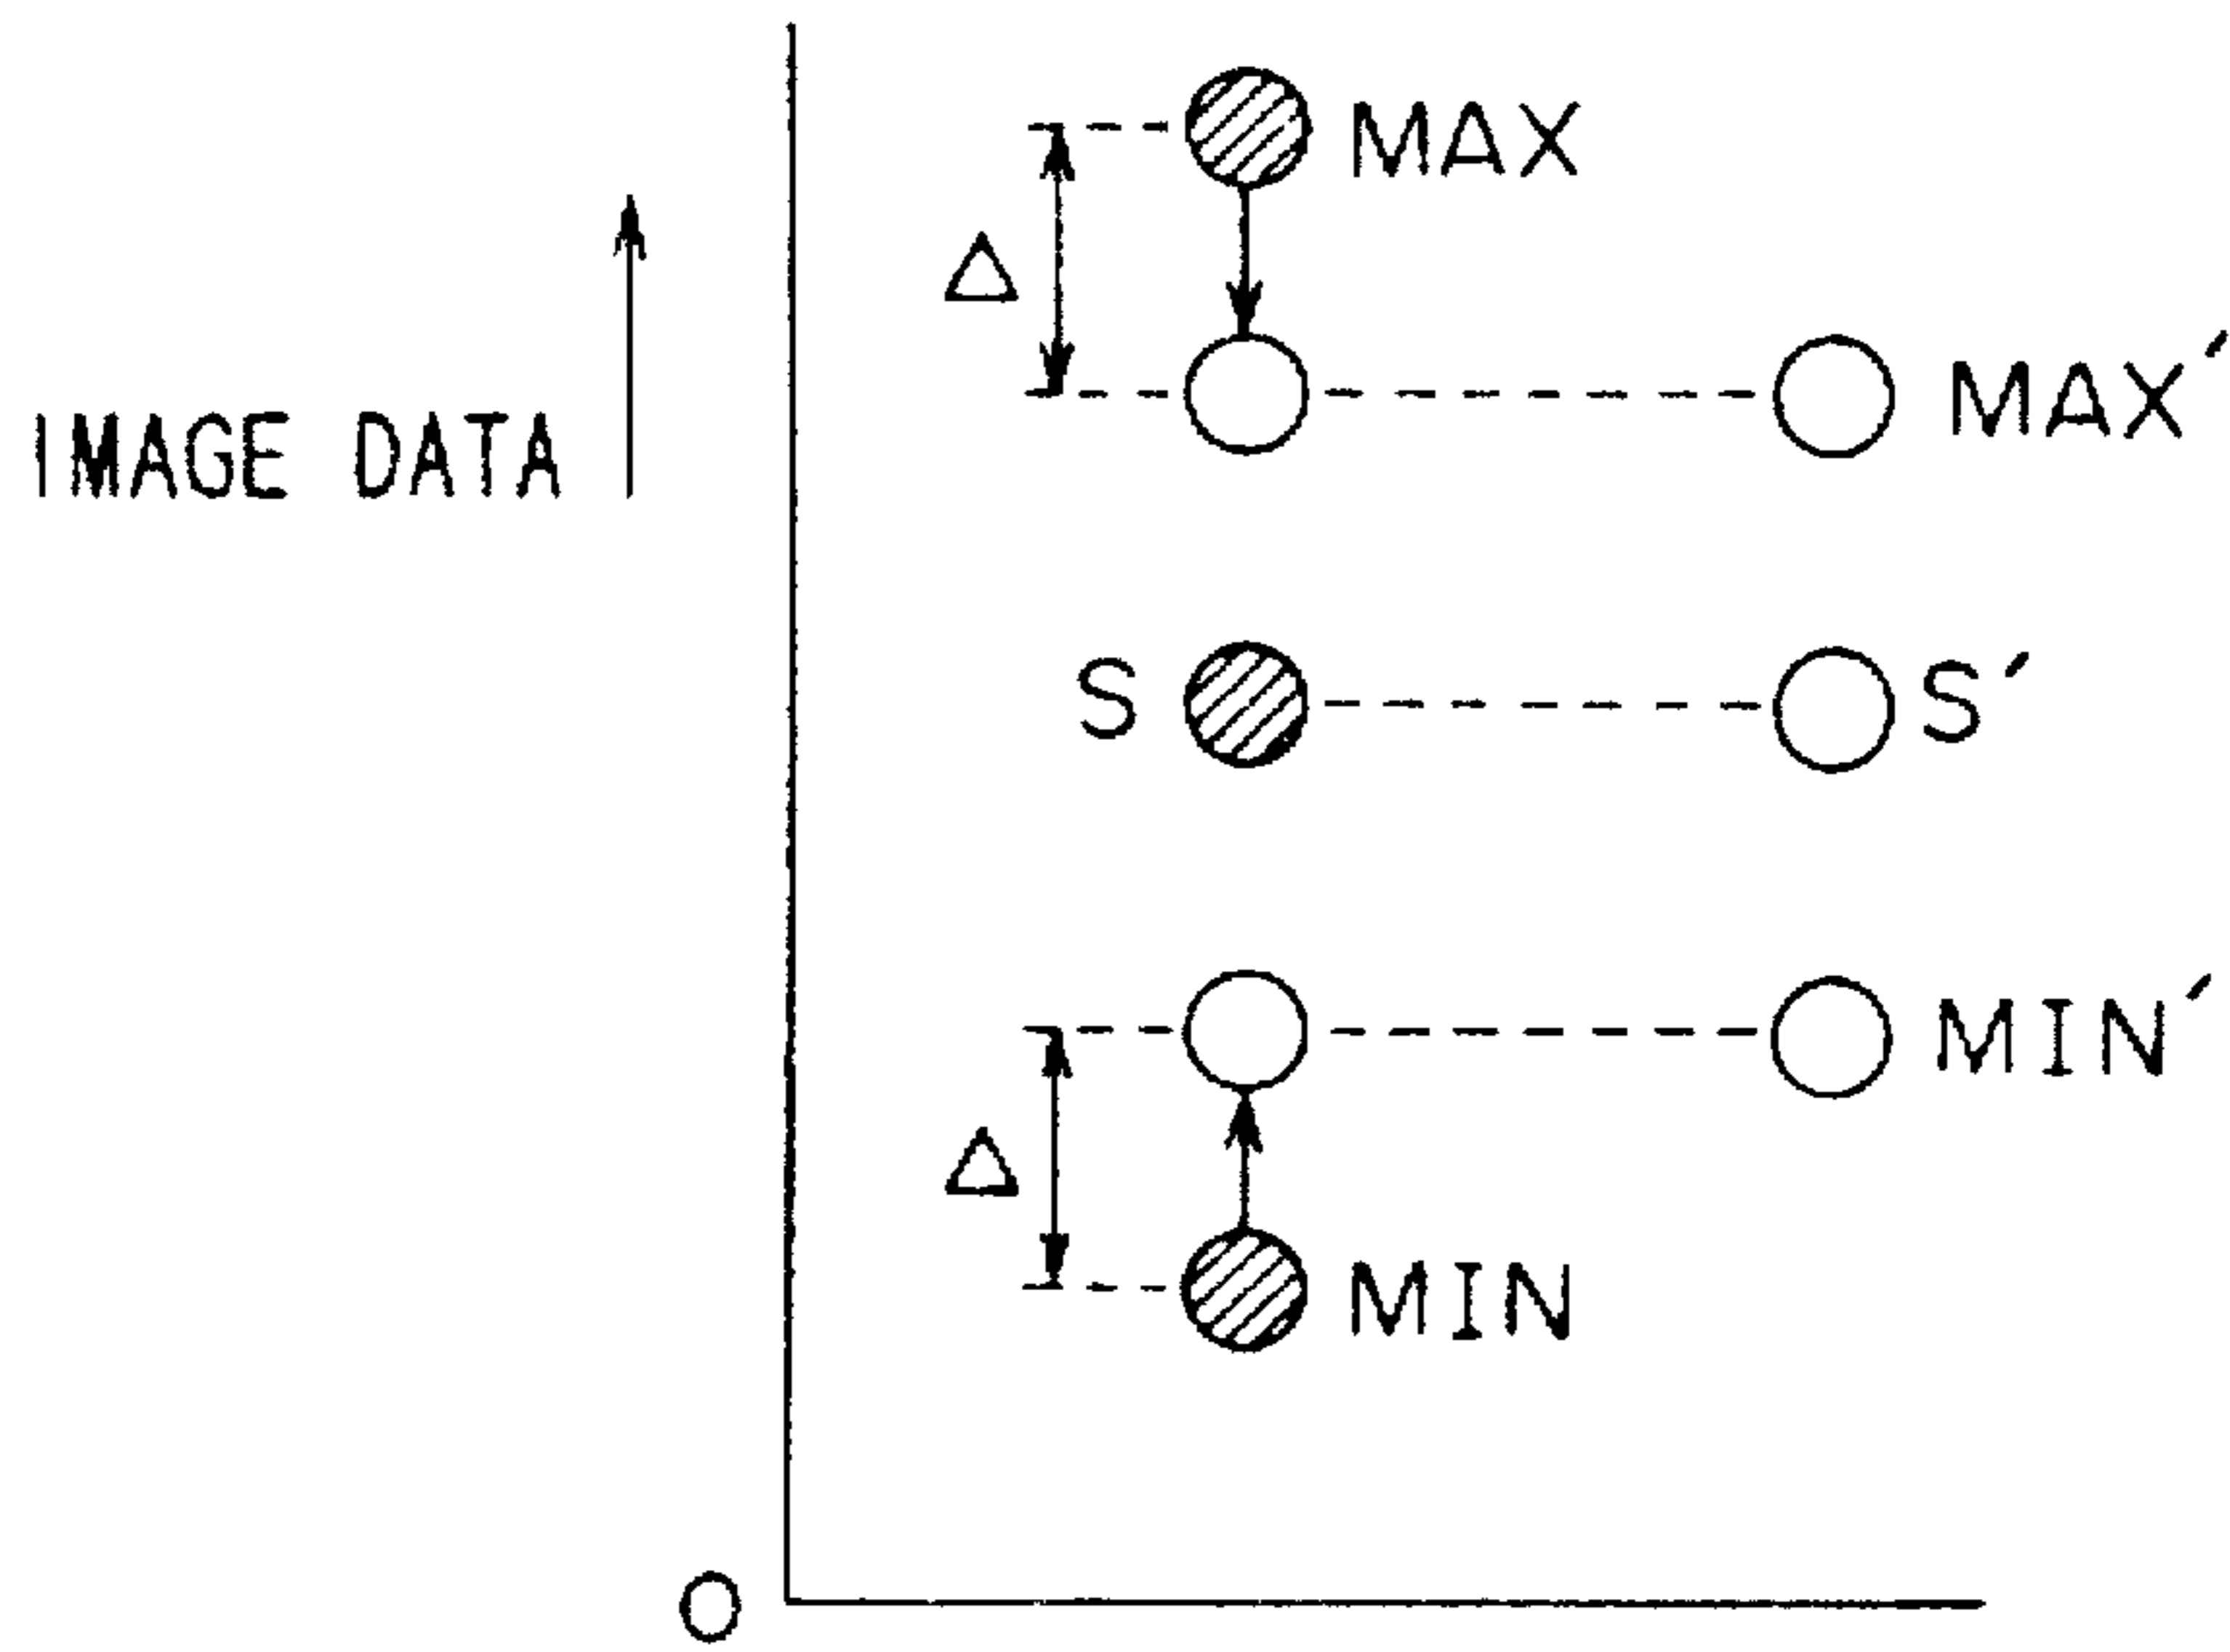 MAX
Δ
MAX′
IMAGE DATA
S S′
MIN′
Δ
MIN
O